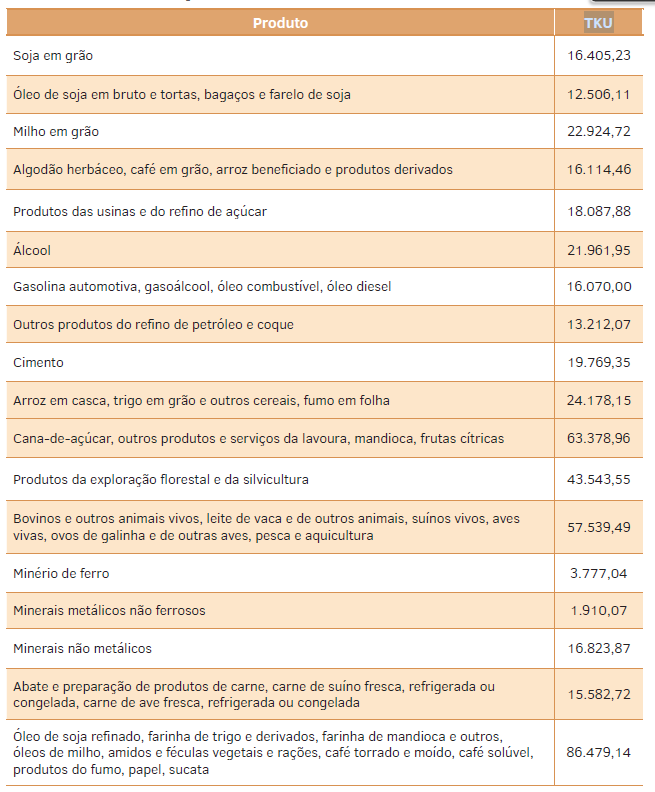 Produto TKU
Soja em grão 16.405,23
Óleo de soja em bruto e tortas, bagaços e farelo de soja 12.506,11
Milho em grão 22.924,72
Algodão herbáceo, café em grão, arroz beneficiado e produtos derivados 16.114,46
Produtos das usinas e do refino de açúcar 18.087,88
Álcool 21.961,95
Gasolina automotiva, gasoálcool, óleo combustível, óleo diesel 16.070,00
Outros produtos do refino de petróleo e coque 13.212,07
Cimento 19.769,35
Arroz em casca, trigo em grão e outros cereais, fumo em folha 24.178,15
Cana-de-açúcar, outros produtos e serviços da lavoura, mandioca, frutas cítricas 63.378,96
Produtos da exploração florestal e da silvicultura 43.543,55
Bovinos e outros animais vivos, leite de vaca e de outros animais, suínos vivos, aves
vivas, ovos de galinha e de outras aves, pesca e aquicultura 57.539,49
Minério de ferro 3.777,04
Minerais metálicos não ferrosos 1.910,07
Minerais não metálicos 16.823,87
Abate e preparação de produtos de carne, carne de suíno fresca, refrigerada ou
congelada, carne de ave fresca, refrigerada ou congelada 15.582,72
Óleo de soja refinado, farinha de trigo e derivados, farinha de mandioca e outros,
óleos de milho, amidos e féculas vegetais e rações, café torrado e moído, café solúvel, 86.479,14
produtos do fumo, papel, sucata